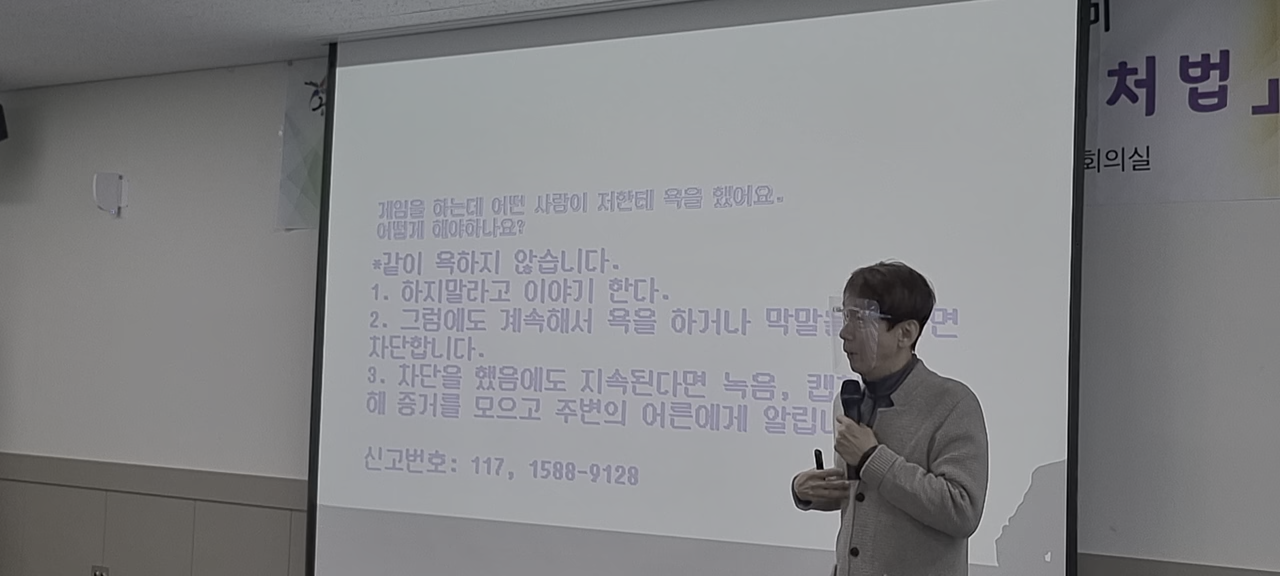 게임을 하는데 어떤 사람이 저한테 욕을 했어요.
어떻게 해야하나요?
*같이 욕하지 않습니다.
1. 하지말라고 이야기 한다.
2. 그럼에도 계속해서 욕을 하거나 막말을 면
차단합니다.
3. 차단을 했음에도 지속된다면 녹음,
해 증거를 모으고 주변의 어른에게
신고번호: 117, 1588-9128
처법
회의실